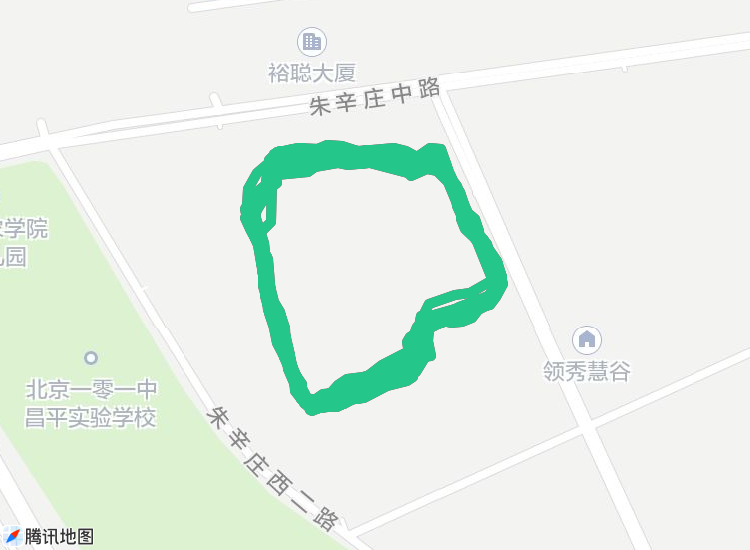 裕聪大厦
朱辛庄中路
学院
园
领秀慧谷
北京一零一中
昌平实验学校
朱辛庄西二路
腾讯地图